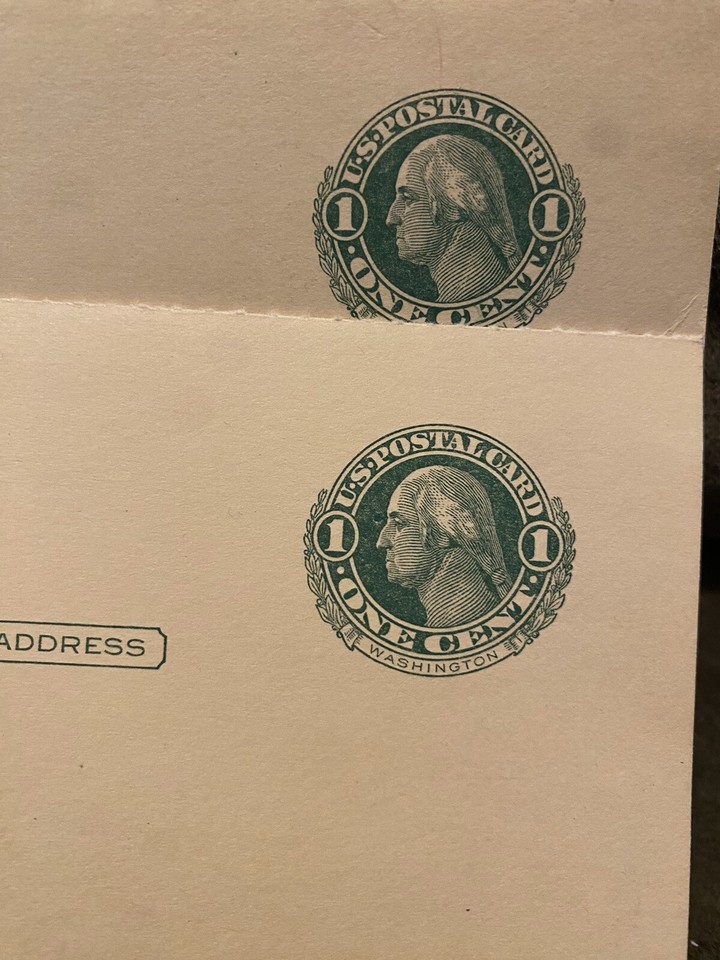 U.S. POSTAL CARD
1 1
· ONE CENT ·
U.S. POSTAL CARD
1 1
· ONE CENT ·
WASHINGTON
ADDRESS